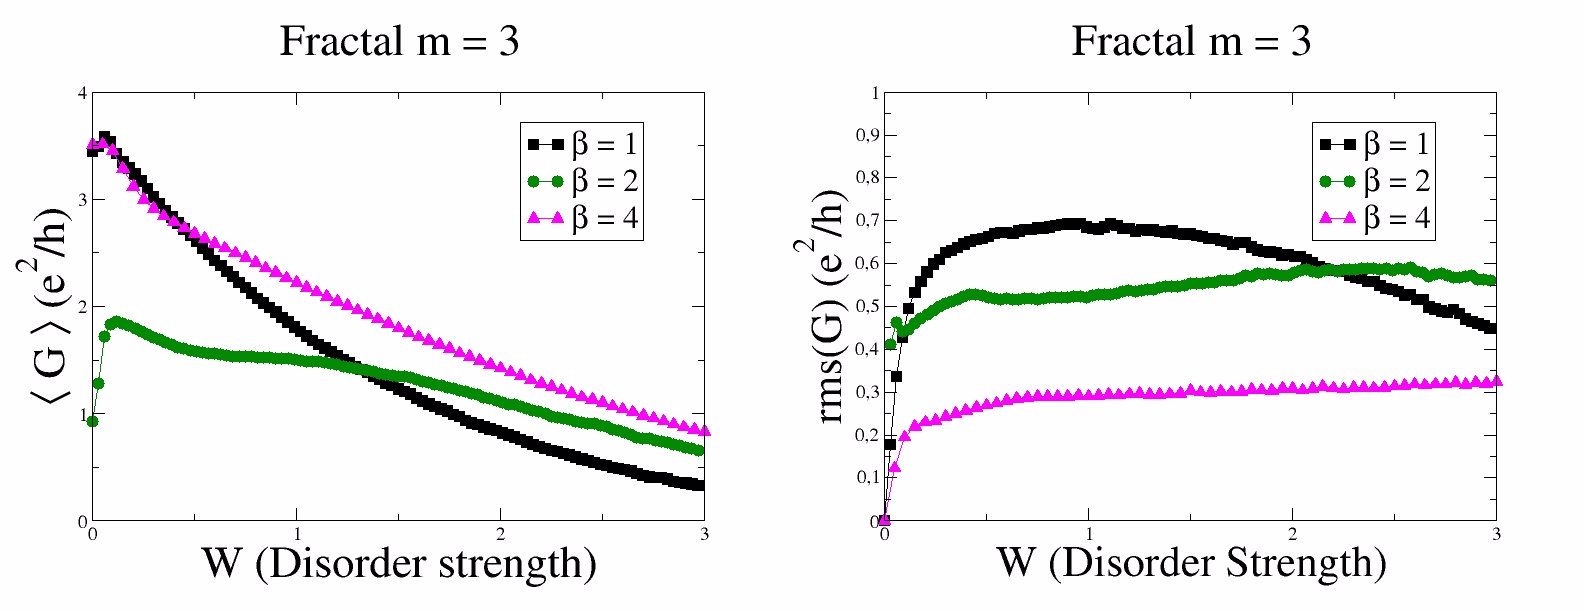 Fractal m = 3
4
3
2
1
0
⟨ G ⟩ (e²/h)
β = 1
β = 2
β = 4
0
1
2
3
W (Disorder strength)
Fractal m = 3
1
0,9
0,8
0,7
0,6
0,5
0,4
0,3
0,2
0,1
0
rms(G) (e²/h)
β = 1
β = 2
β = 4
0
1
2
3
W (Disorder Strength)